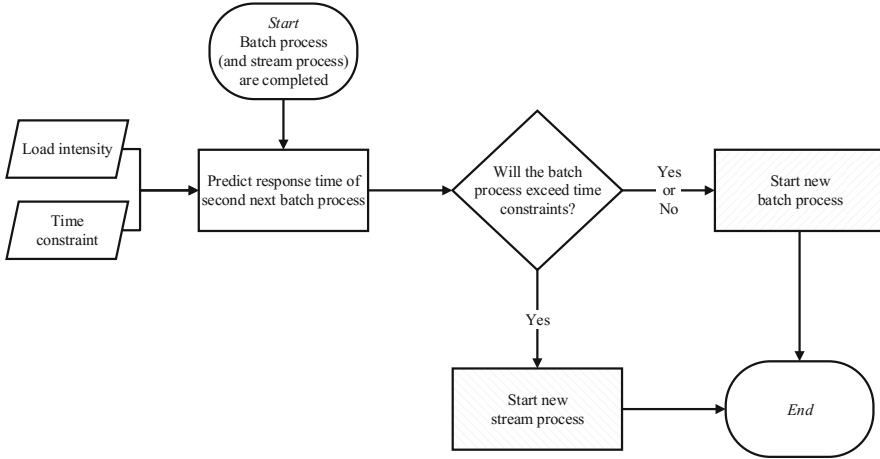 Start
Batch process
(and stream process)
are completed
Load intensity
Time
constraint
Predict response time of
second next batch process
Will the batch
process exceed time
constraints?
Yes
or
No
Start new
batch process
Yes
Start new
stream process
End